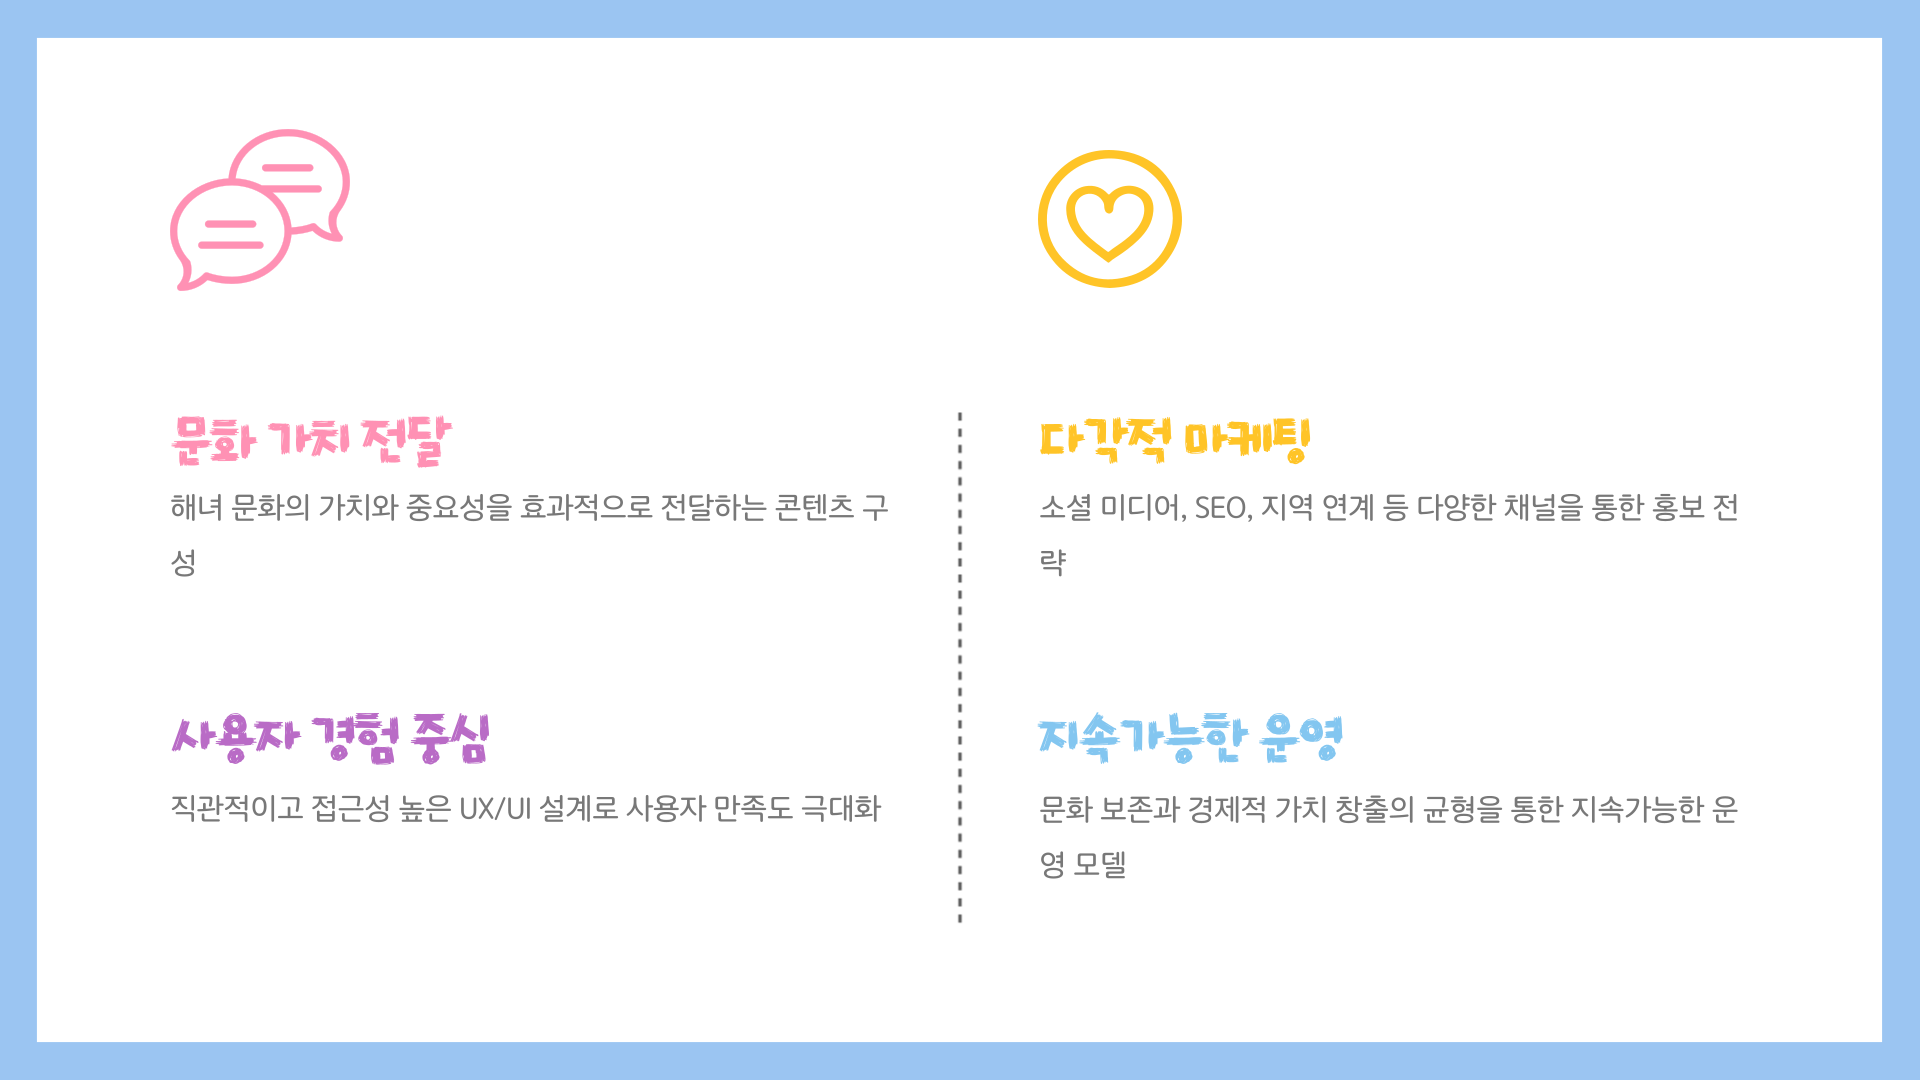 문화 가치 전달
해녀 문화의 가치와 중요성을 효과적으로 전달하는 콘텐츠 구
성
사용자 경험 중심
직관적이고 접근성 높은 UX/UI 설계로 사용자 만족도 극대화
다각적 마케팅
소셜 미디어, SEO, 지역 연계 등 다양한 채널을 통한 홍보 전
략
지속가능한 운영
문화 보존과 경제적 가치 창출의 균형을 통한 지속가능한 운
영 모델